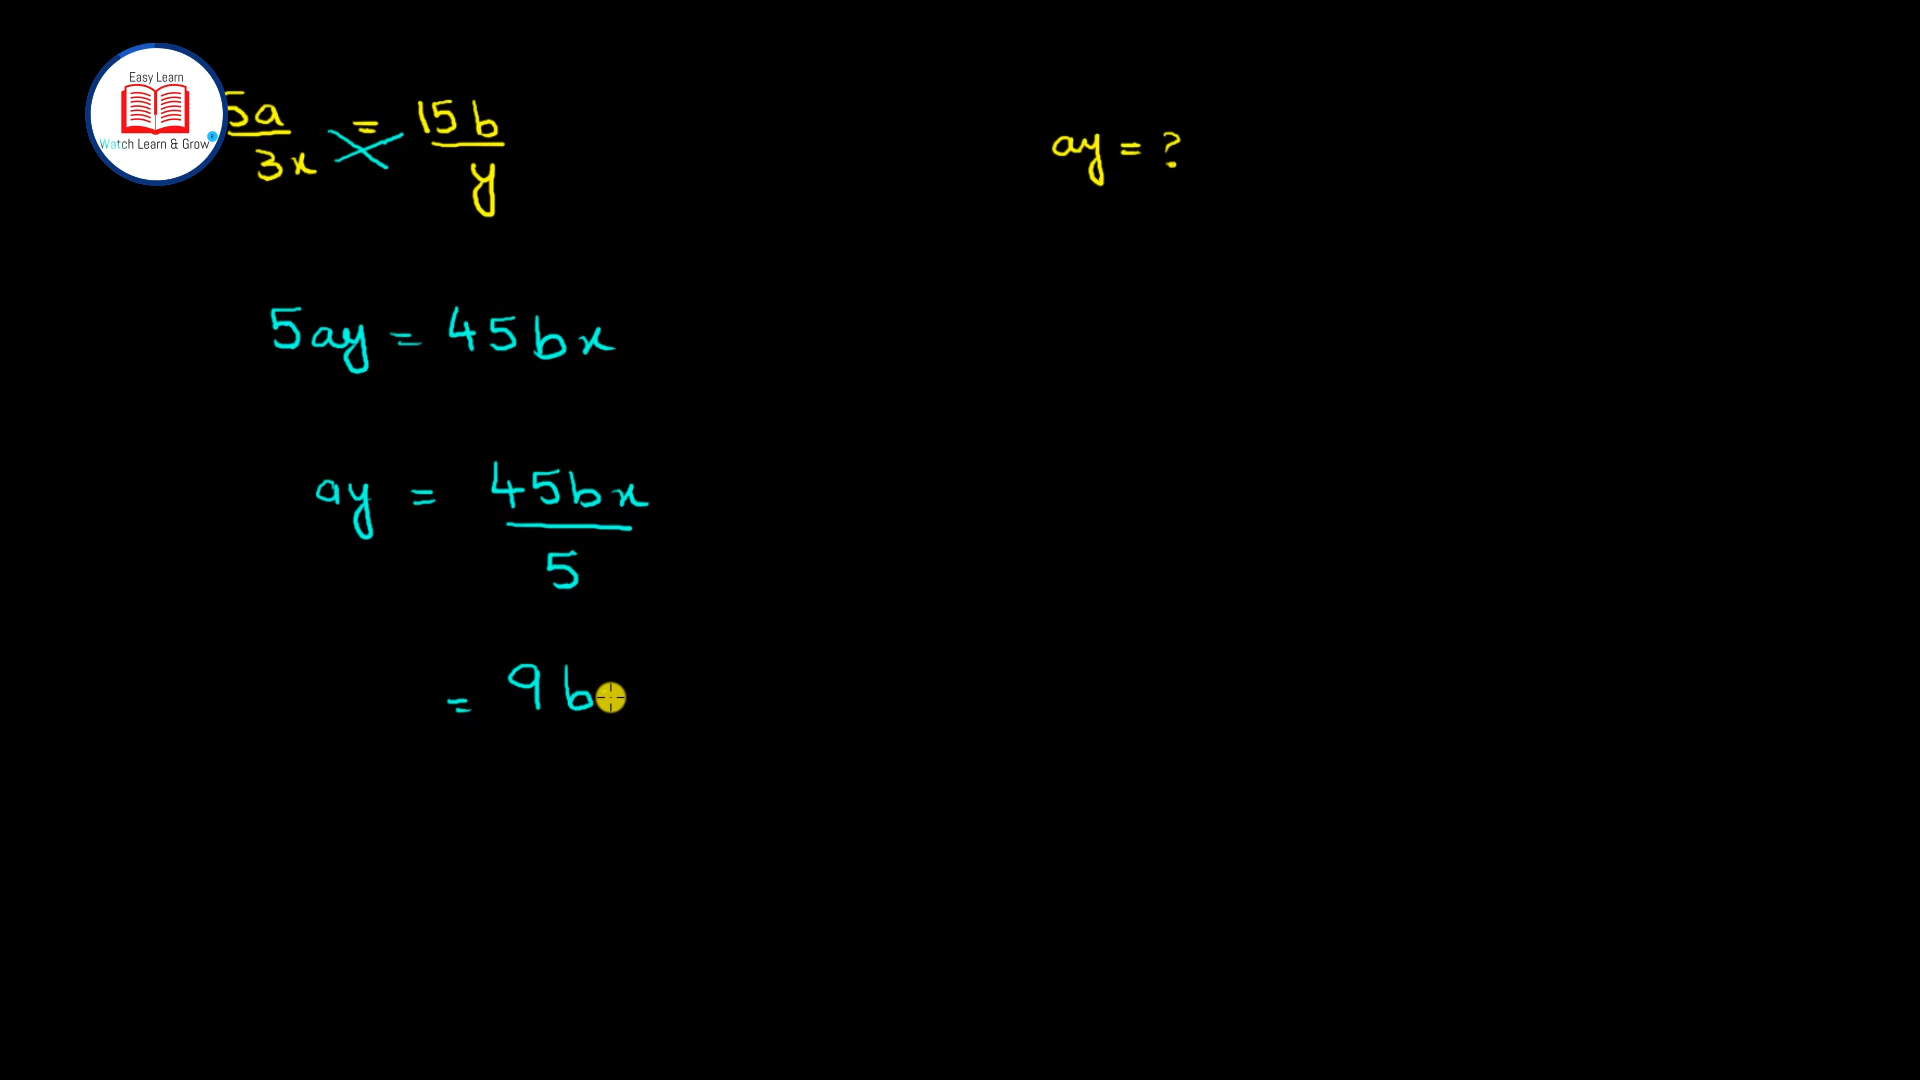 Easy Learn
Watch Learn & Grow
5a/3x = 15b/y
ay = ?
5ay = 45bx
ay = 45bx/5
= 9b